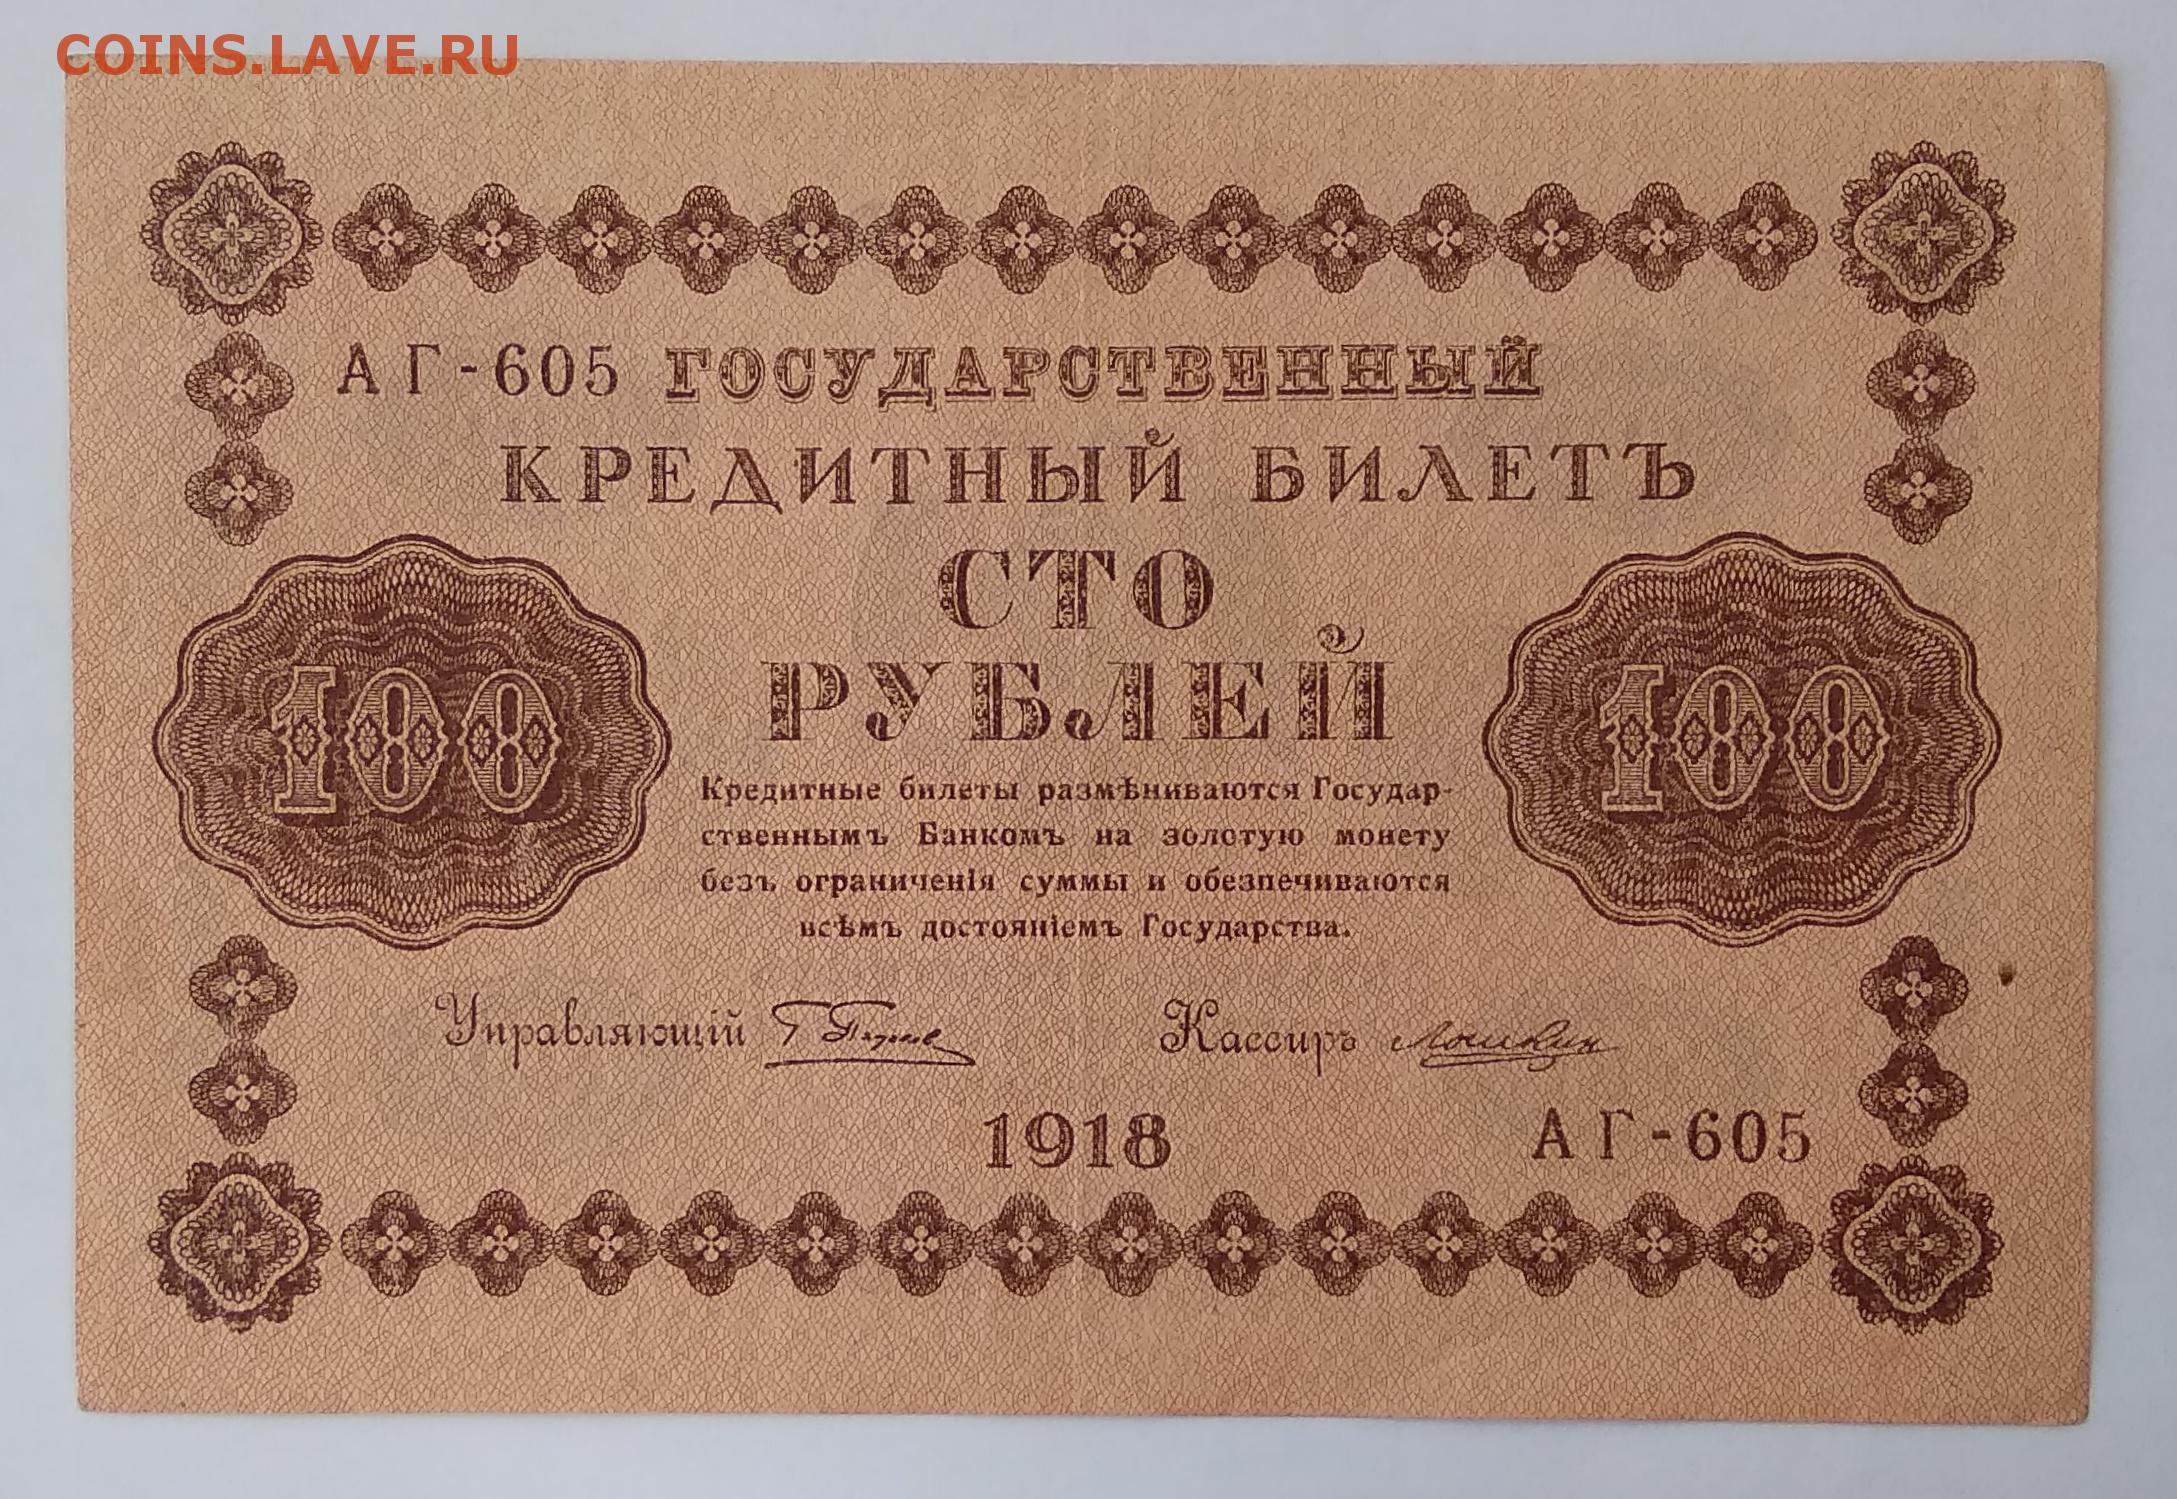 COINS.LAVE.RU
АГ-605 ГОСУДАРСТВЕННЫЙ
КРЕДИТНЫЙ БИЛЕТЪ
СТО
РУБЛЕЙ
100
100
Кредитные билеты размѣниваются Государ-
ственнымъ Банкомъ на золотую монету
безъ ограниченія суммы и обезпечиваются
всѣмъ достояніемъ Государства.
Управляющій Кассиръ
1918
АГ-605